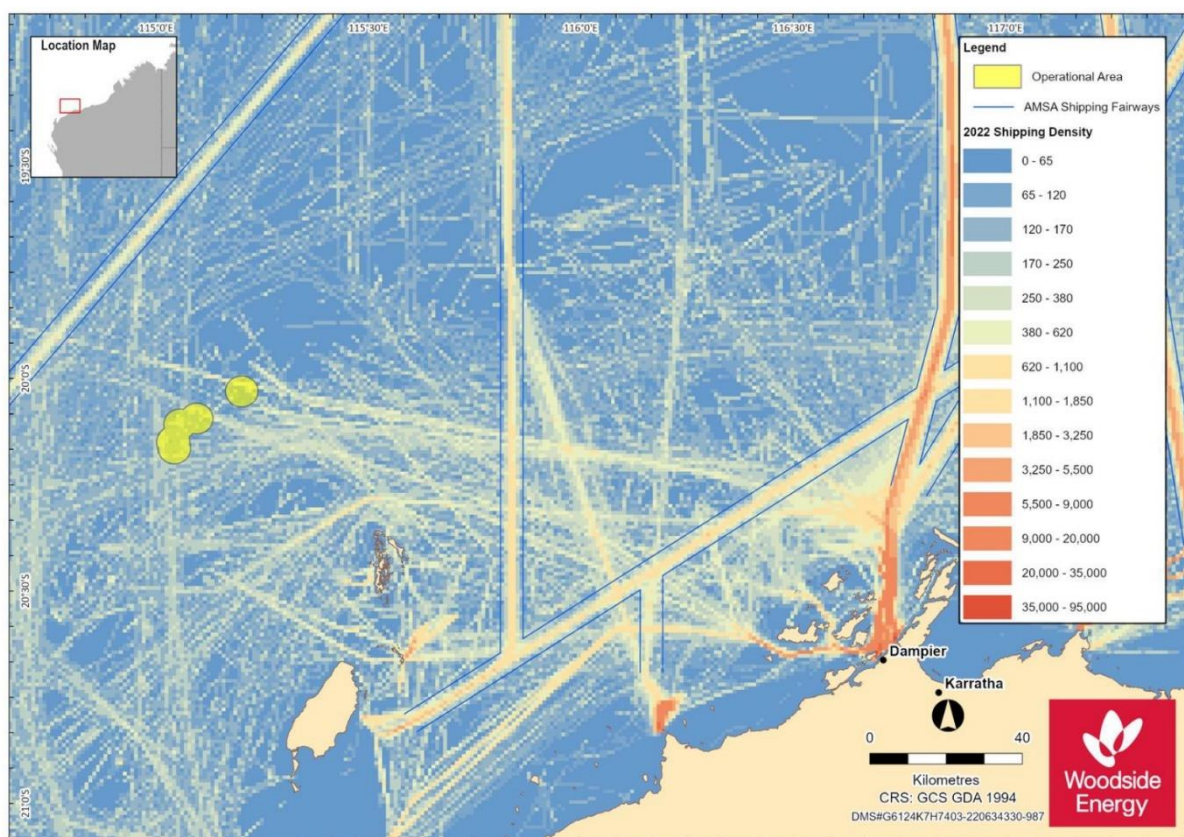 115°0'E
115°30'E
116°0'E
116°30'E
117°0'E
Location Map
Legend
Operational Area
AMSA Shipping Fairways
2022 Shipping Density
0 - 65
65 - 120
120 - 170
170 - 250
250 - 380
380 - 620
620 - 1,100
1,100 - 1,850
1,850 - 3,250
3,250 - 5,500
5,500 - 9,000
9,000 - 20,000
20,000 - 35,000
35,000 - 95,000
19°30'S
20°0'S
20°30'S
21°0'S
Dampier
Karratha
0 40
Kilometres
CRS: GCS GDA 1994
DMS#G6124K7H7403-220634330-987
Woodside
Energy